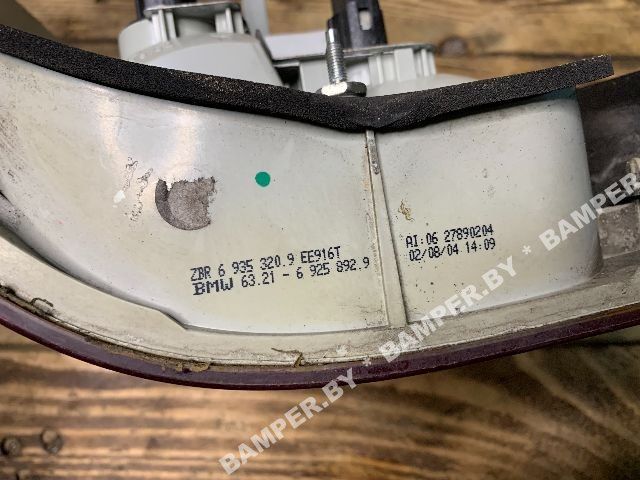 ZBR 6 935 320.9 EE916T
BMW 63.21 - 6 925 892.9
AI:06 27890204
02/08/04 14:09
BAMPER.BY * BAMPER.BY * BAMPER.BY * BAMPER.BY